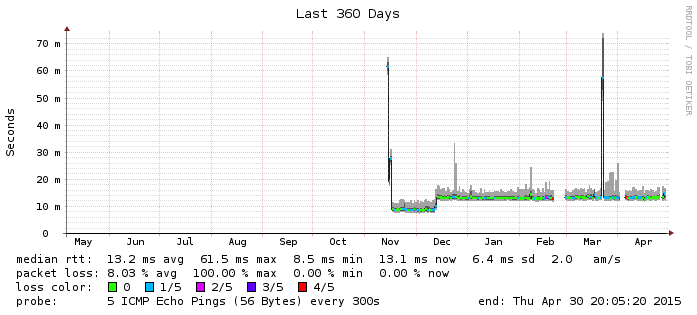 Last 360 Days
RRDTOOL / TOBI OETIKER
Seconds
70 m
60 m
50 m
40 m
30 m
20 m
10 m
0
May Jun Jul Aug Sep Oct Nov Dec Jan Feb Mar Apr
median rtt: 13.2 ms avg 61.5 ms max 8.5 ms min 13.1 ms now 6.4 ms sd 2.0 am/s
packet loss: 8.03 % avg 100.00 % max 0.00 % min 0.00 % now
loss color: 0 1/5 2/5 3/5 4/5
probe: 5 ICMP Echo Pings (56 Bytes) every 300s end: Thu Apr 30 20:05:20 2015